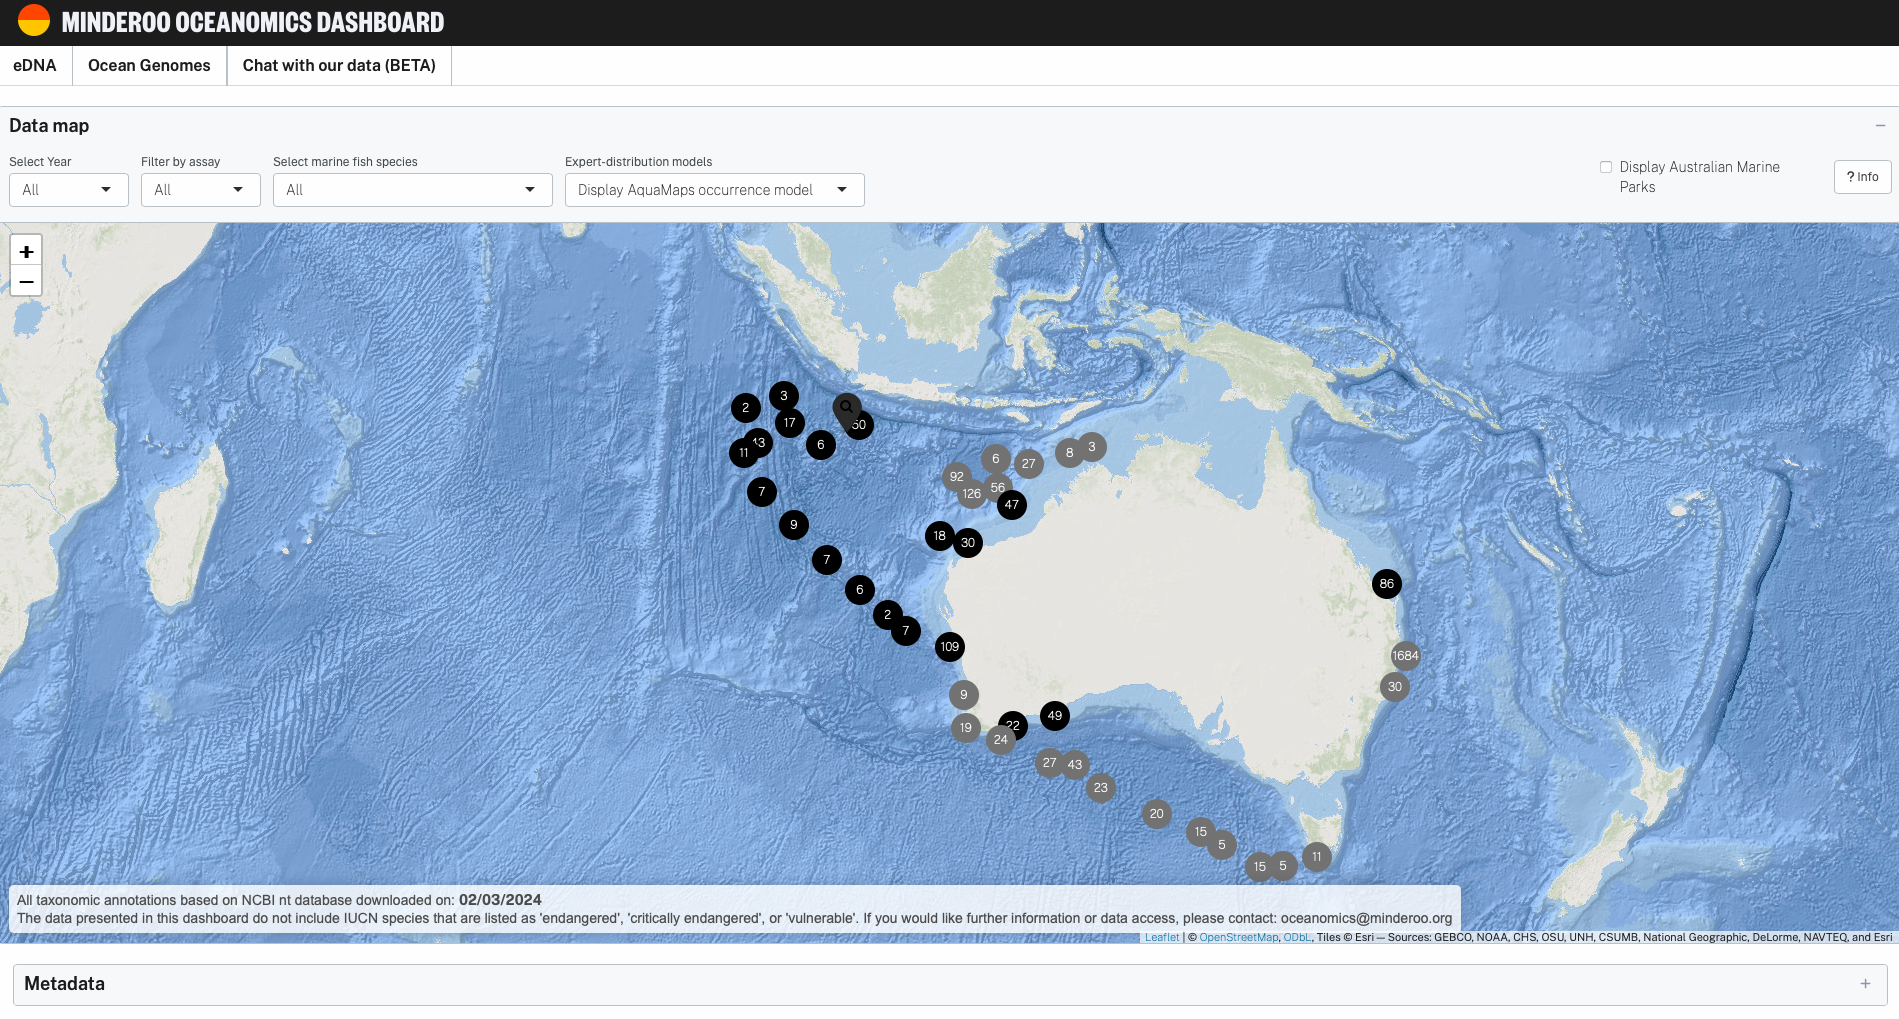 MINDEROO OCEANOMICS DASHBOARD
eDNA
Ocean Genomes
Chat with our data (BETA)
Data map
−
Select Year
Filter by assay
Select marine fish species
Expert-distribution models
All
All
All
Display AquaMaps occurrence model
Display Australian Marine
Parks
? Info
+
−
3
2
17
50
13
6
11
3
8
6
27
92
56
126
7
47
9
18
30
7
86
6
2
7
109
1684
30
9
49
22
19
24
27
43
23
20
15
5
11
15
5
All taxonomic annotations based on NCBI nt database downloaded on: 02/03/2024
The data presented in this dashboard do not include IUCN species that are listed as 'endangered', 'critically endangered', or 'vulnerable'. If you would like further information or data access, please contact: oceanomics@minderoo.org
Leaflet | © OpenStreetMap, ODbL, Tiles © Esri — Sources: GEBCO, NOAA, CHS, OSU, UNH, CSUMB, National Geographic, DeLorme, NAVTEQ, and Esri
Metadata
+